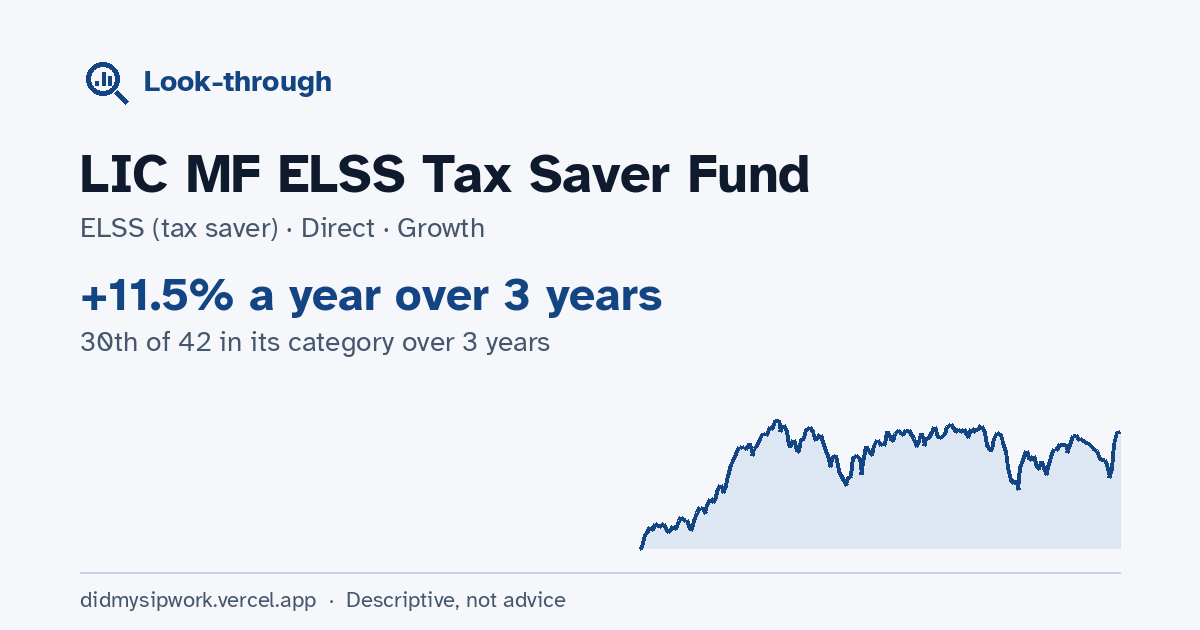 Look-through
LIC MF ELSS Tax Saver Fund
ELSS (tax saver) · Direct · Growth
+11.5% a year over 3 years
30th of 42 in its category over 3 years
didmysipwork.vercel.app · Descriptive, not advice